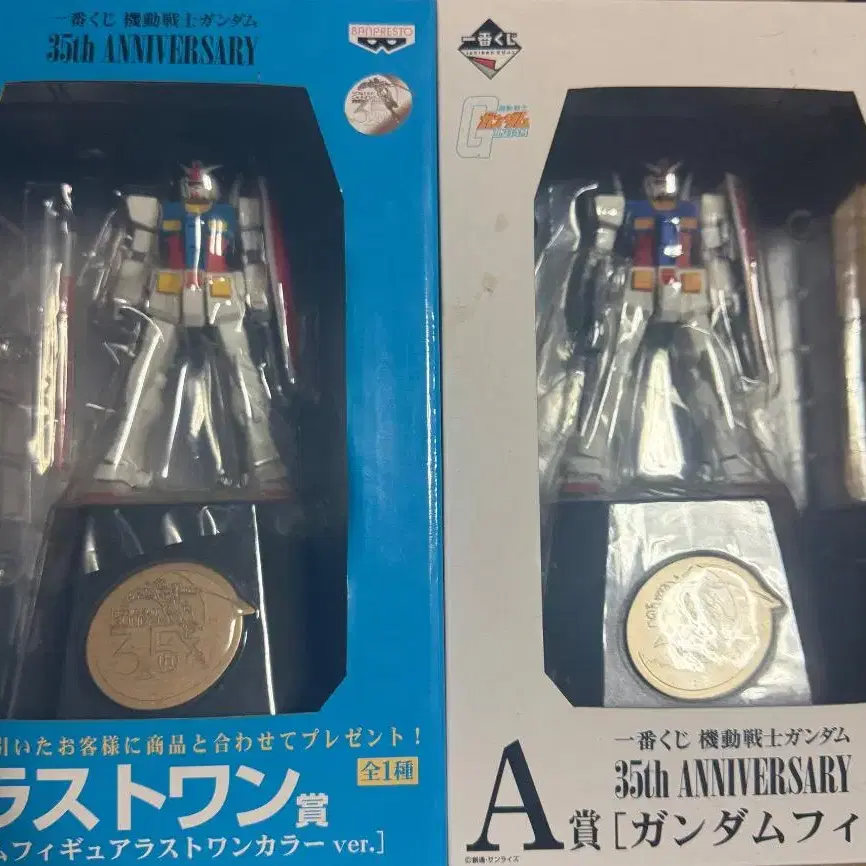 一番くじ 機動戦士ガンダム
35th ANNIVERSARY
BANPRESTO
35
35th
引いたお客様に商品と合わせてプレゼント!
ラストワン賞
全1種
ムフィギュアラストワンカラー ver.]
一番くじ
機動戦士
ガンダム
G
一番くじ 機動戦士ガンダム
35th ANNIVERSARY
A賞 [ガンダムフィ
©創通・サンライズ